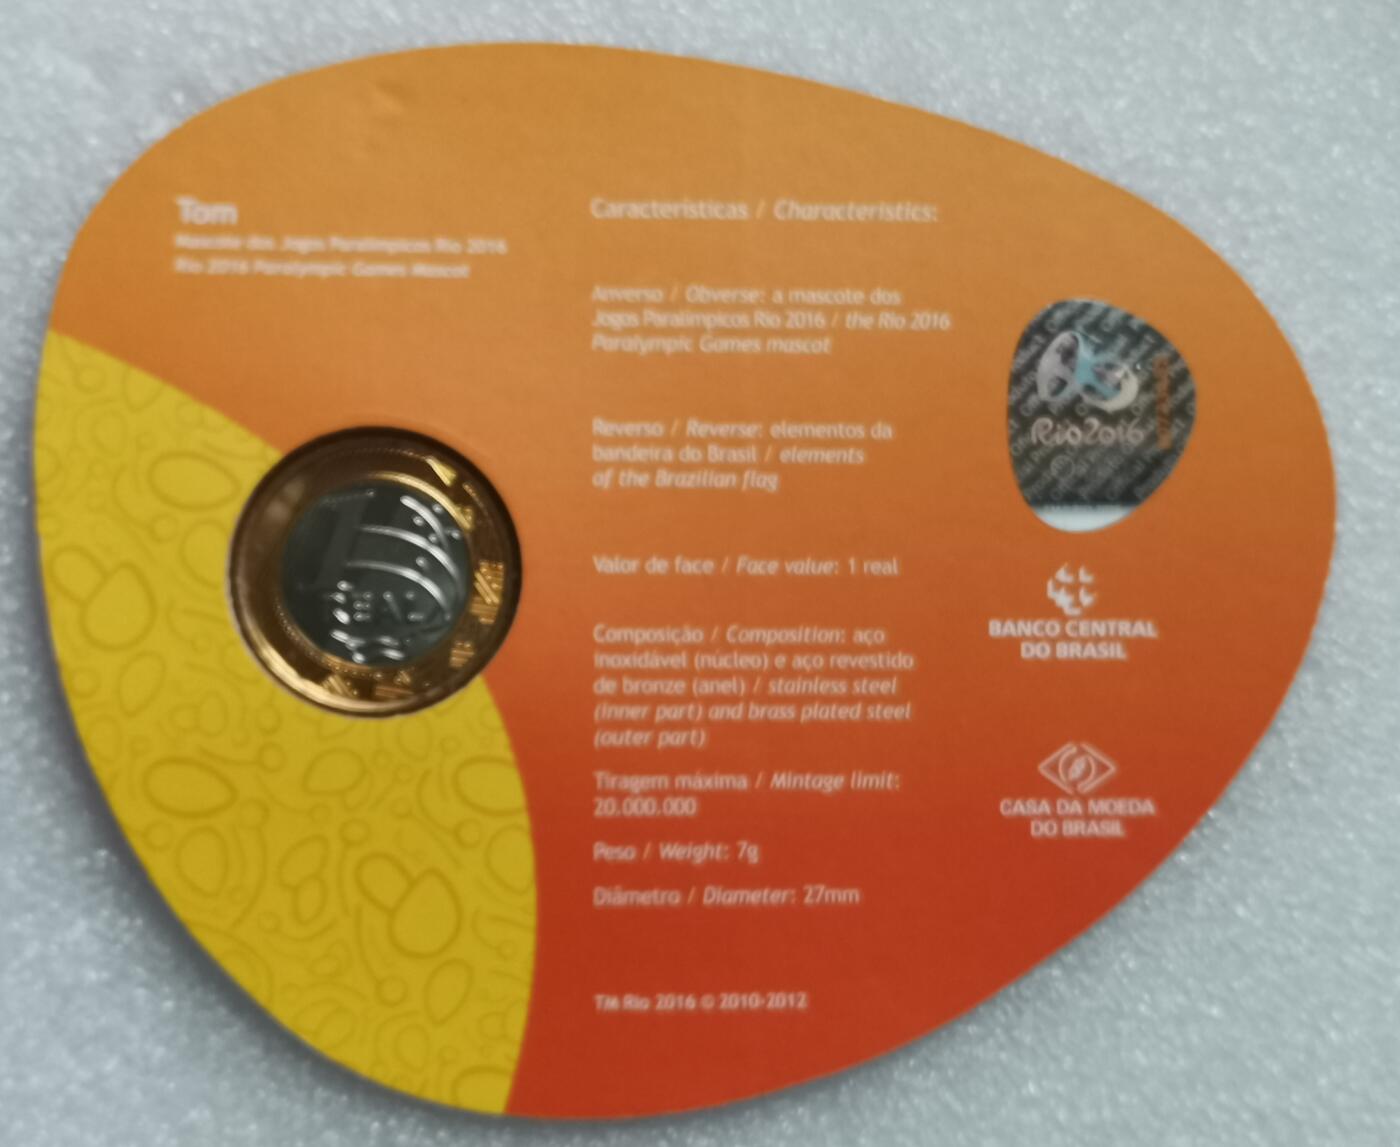 Tom
Mascote dos Jogos Paralímpicos Rio 2016
Rio 2016 Paralympic Games Mascot
Características / Characteristics:
Anverso / Obverse: a mascote dos
Jogos Paralímpicos Rio 2016 / the Rio 2016
Paralympic Games mascot
Reverso / Reverse: elementos da
bandeira do Brasil / elements
of the Brazilian flag
Valor de face / Face value: 1 real
Composição / Composition: aço
inoxidável (núcleo) e aço revestido
de bronze (anel) / stainless steel
(inner part) and brass plated steel
(outer part)
Tiragem máxima / Mintage limit:
20.000.000
Peso / Weight: 7g
Diâmetro / Diameter: 27mm
TM Rio 2016 © 2010-2012
Rio2016
BANCO CENTRAL
DO BRASIL
CASA DA MOEDA
DO BRASIL